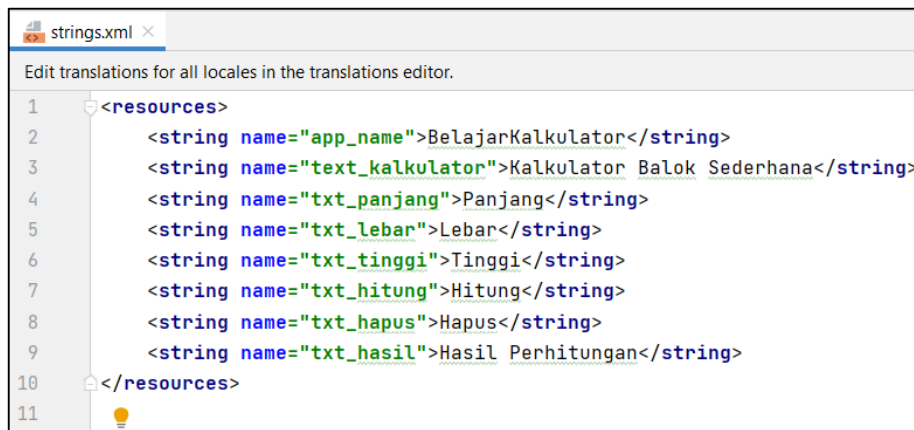 strings.xml
Edit translations for all locales in the translations editor.
1 <resources>
2 <string name="app_name">BelajarKalkulator</string>
3 <string name="text_kalkulator">Kalkulator Balok Sederhana</string>
4 <string name="txt_panjang">Panjang</string>
5 <string name="txt_lebar">Lebar</string>
6 <string name="txt_tinggi">Tinggi</string>
7 <string name="txt_hitung">Hitung</string>
8 <string name="txt_hapus">Hapus</string>
9 <string name="txt_hasil">Hasil Perhitungan</string>
10 </resources>
11